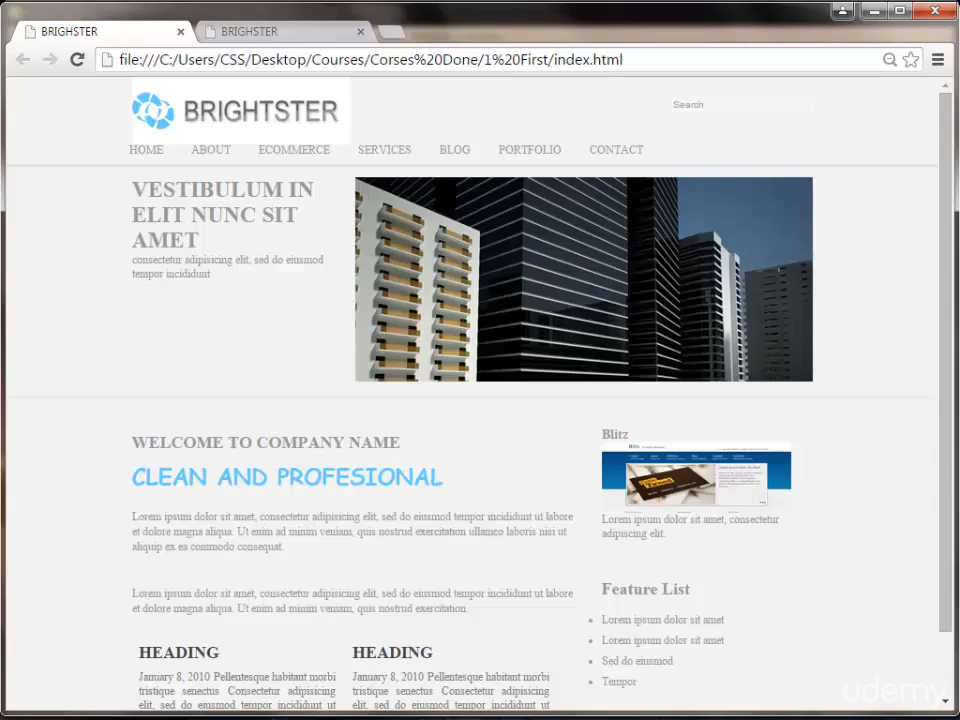 BRIGHTSTER
BRIGHTSTER
file:///C:/Users/CSS/Desktop/Courses/Corses%20Done/1%20First/index.html
BRIGHTSTER
Search
HOME ABOUT ECOMMERCE SERVICES BLOG PORTFOLIO CONTACT
VESTIBULUM IN
ELIT NUNC SIT
AMET
consectetur adipisicing elit, sed do eiusmod
tempor incididunt
WELCOME TO COMPANY NAME
CLEAN AND PROFESIONAL
Lorem ipsum dolor sit amet, consectetur adipisicing elit, sed do eiusmod tempor incididunt ut labore
et dolore magna aliqua. Ut enim ad minim veniam, quis nostrud exercitation ullamco laboris nisi ut
aliquip ex ea commodo consequat.
Lorem ipsum dolor sit amet, consectetur adipisicing elit, sed do eiusmod tempor incididunt ut labore
et dolore magna aliqua. Ut enim ad minim veniam, quis nostrud exercitation.
HEADING
January 8, 2010 Pellentesque habitant morbi
tristique senectus Consectetur adipisicing
elit, sed do eiusmod tempor incididunt ut
HEADING
January 8, 2010 Pellentesque habitant morbi
tristique senectus Consectetur adipisicing
elit, sed do eiusmod tempor incididunt ut
Blitz
Lorem ipsum dolor sit amet, consectetur
adipiscing elit.
Feature List
Lorem ipsum dolor sit amet
Lorem ipsum dolor sit amet
Sed do eiusmod
Tempor
udemy